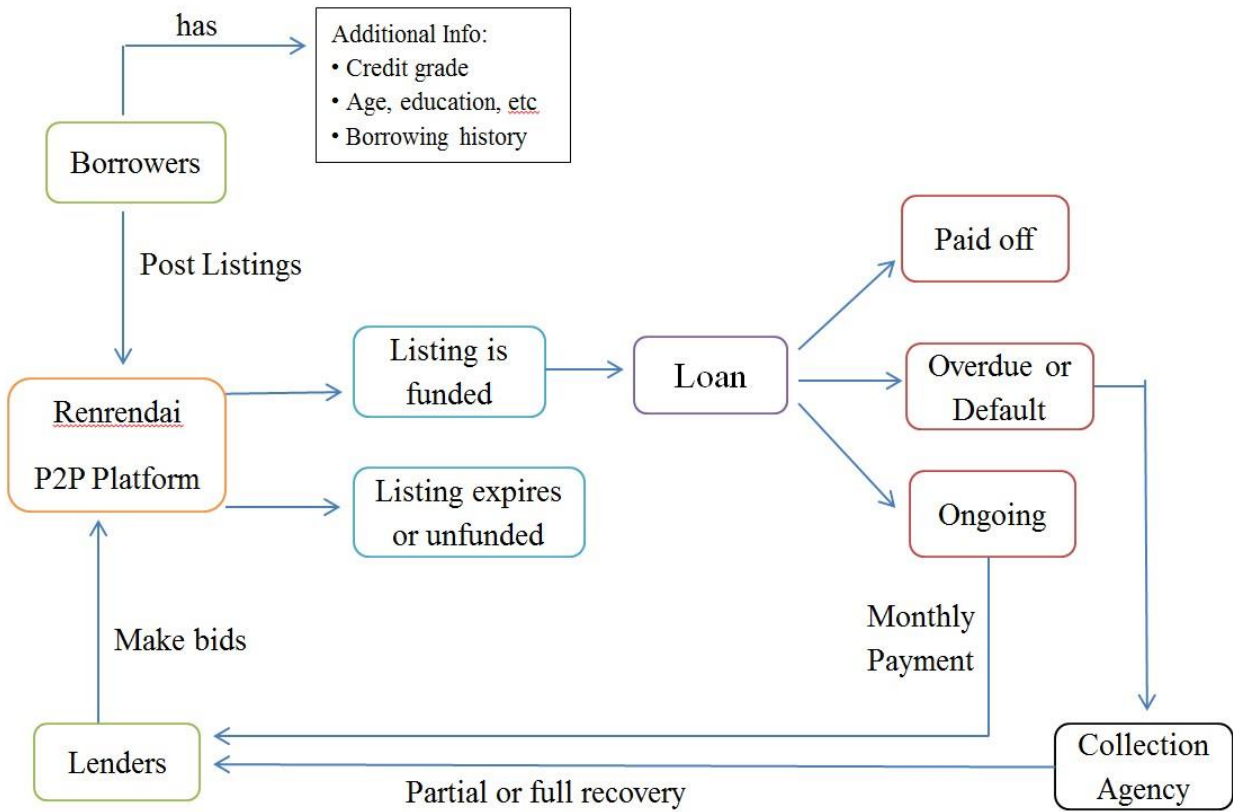 has
Additional Info:
• Credit grade
• Age, education, etc
• Borrowing history
Borrowers
Post Listings
Paid off
Listing is
funded
Loan
Overdue or
Default
Renrendai
P2P Platform
Listing expires
or unfunded
Ongoing
Make bids
Monthly
Payment
Lenders
Collection
Agency
Partial or full recovery